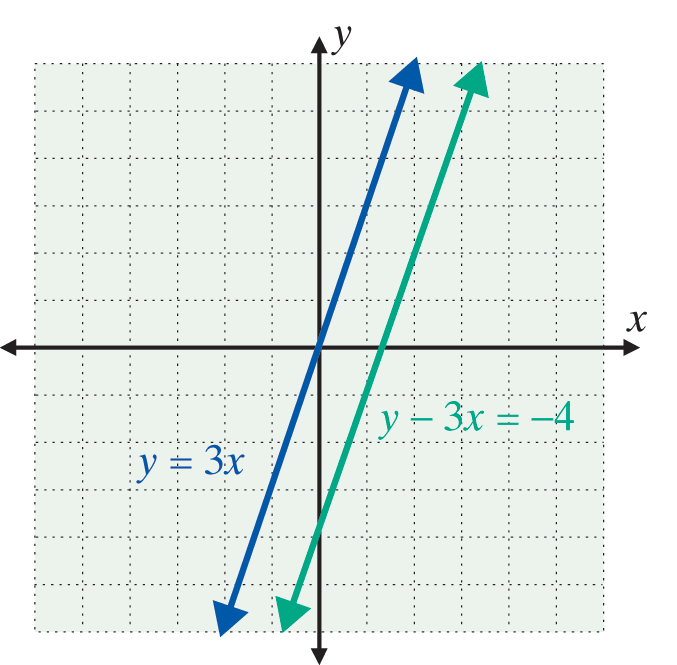 y
x
y − 3x = −4
y = 3x